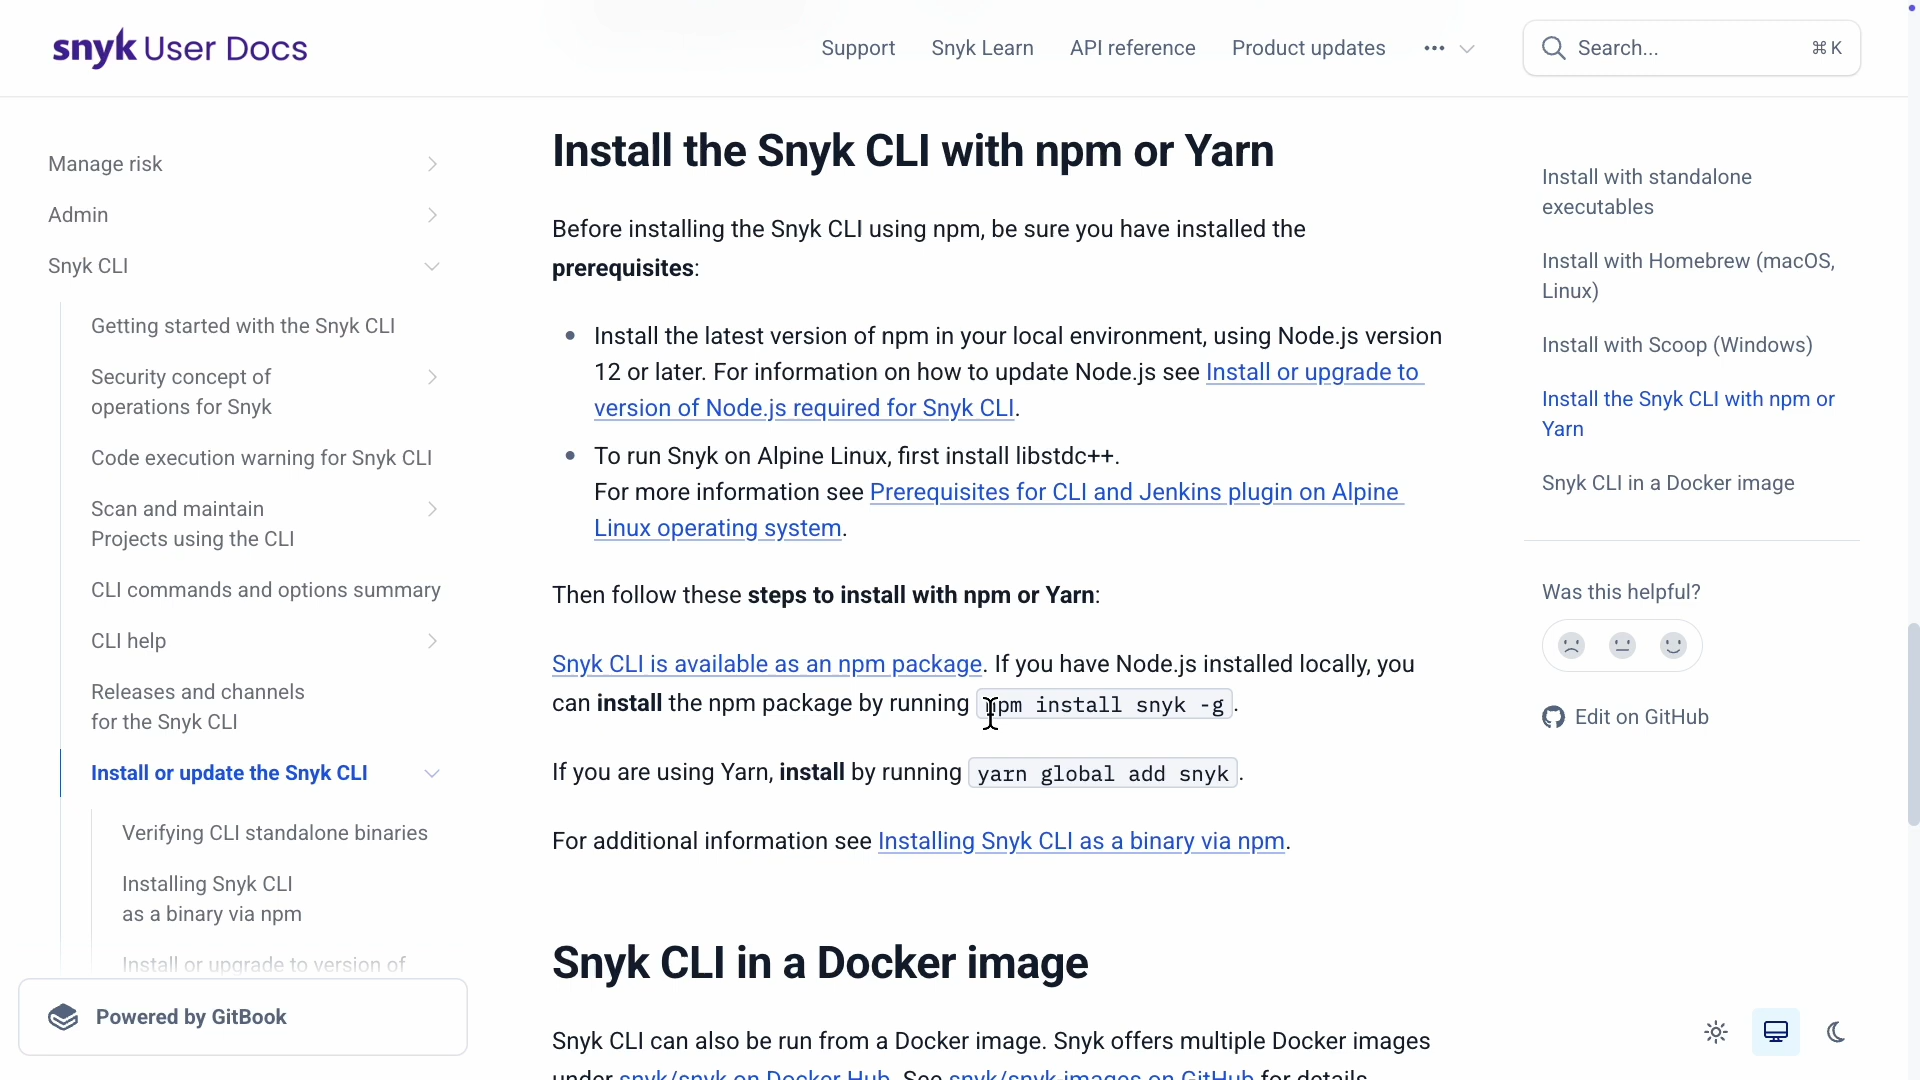 snyk User Docs
Support
Snyk Learn
API reference
Product updates
Search...
⌘ K
Manage risk
Admin
Snyk CLI
Getting started with the Snyk CLI
Security concept of
operations for Snyk
Code execution warning for Snyk CLI
Scan and maintain
Projects using the CLI
CLI commands and options summary
CLI help
Releases and channels
for the Snyk CLI
Install or update the Snyk CLI
Verifying CLI standalone binaries
Installing Snyk CLI
as a binary via npm
Install or upgrade to version of
Powered by GitBook
Install the Snyk CLI with npm or Yarn
Before installing the Snyk CLI using npm, be sure you have installed the
prerequisites:
Install the latest version of npm in your local environment, using Node.js version
12 or later. For information on how to update Node.js see Install or upgrade to
version of Node.js required for Snyk CLI.
To run Snyk on Alpine Linux, first install libstdc++.
For more information see Prerequisites for CLI and Jenkins plugin on Alpine
Linux operating system.
Then follow these steps to install with npm or Yarn:
Snyk CLI is available as an npm package. If you have Node.js installed locally, you
can install the npm package by running npm install snyk -g.
If you are using Yarn, install by running yarn global add snyk.
For additional information see Installing Snyk CLI as a binary via npm.
Snyk CLI in a Docker image
Snyk CLI can also be run from a Docker image. Snyk offers multiple Docker images
under snyk/snyk on Docker Hub. See snyk/snyk-images on GitHub for details.
Install with standalone
executables
Install with Homebrew (macOS,
Linux)
Install with Scoop (Windows)
Install the Snyk CLI with npm or
Yarn
Snyk CLI in a Docker image
Was this helpful?
Edit on GitHub